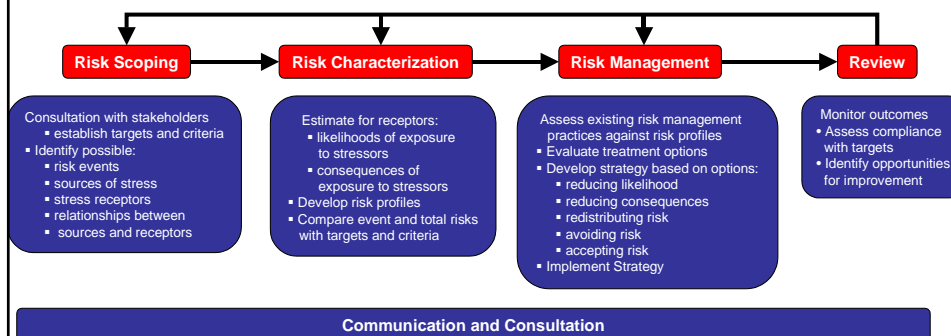 Risk Scoping
Risk Characterization
Risk Management
Review
Consultation with stakeholders
▪ establish targets and criteria
▪ Identify possible:
▪ risk events
▪ sources of stress
▪ stress receptors
▪ relationships between
sources and receptors
Estimate for receptors:
▪ likelihoods of exposure
to stressors
▪ consequences of
exposure to stressors
▪ Develop risk profiles
▪ Compare event and total risks
with targets and criteria
Assess existing risk management
practices against risk profiles
▪ Evaluate treatment options
▪ Develop strategy based on options:
▪ reducing likelihood
▪ reducing consequences
▪ redistributing risk
▪ avoiding risk
▪ accepting risk
▪ Implement Strategy
Monitor outcomes
• Assess compliance
with targets
• Identify opportunities
for improvement
Communication and Consultation